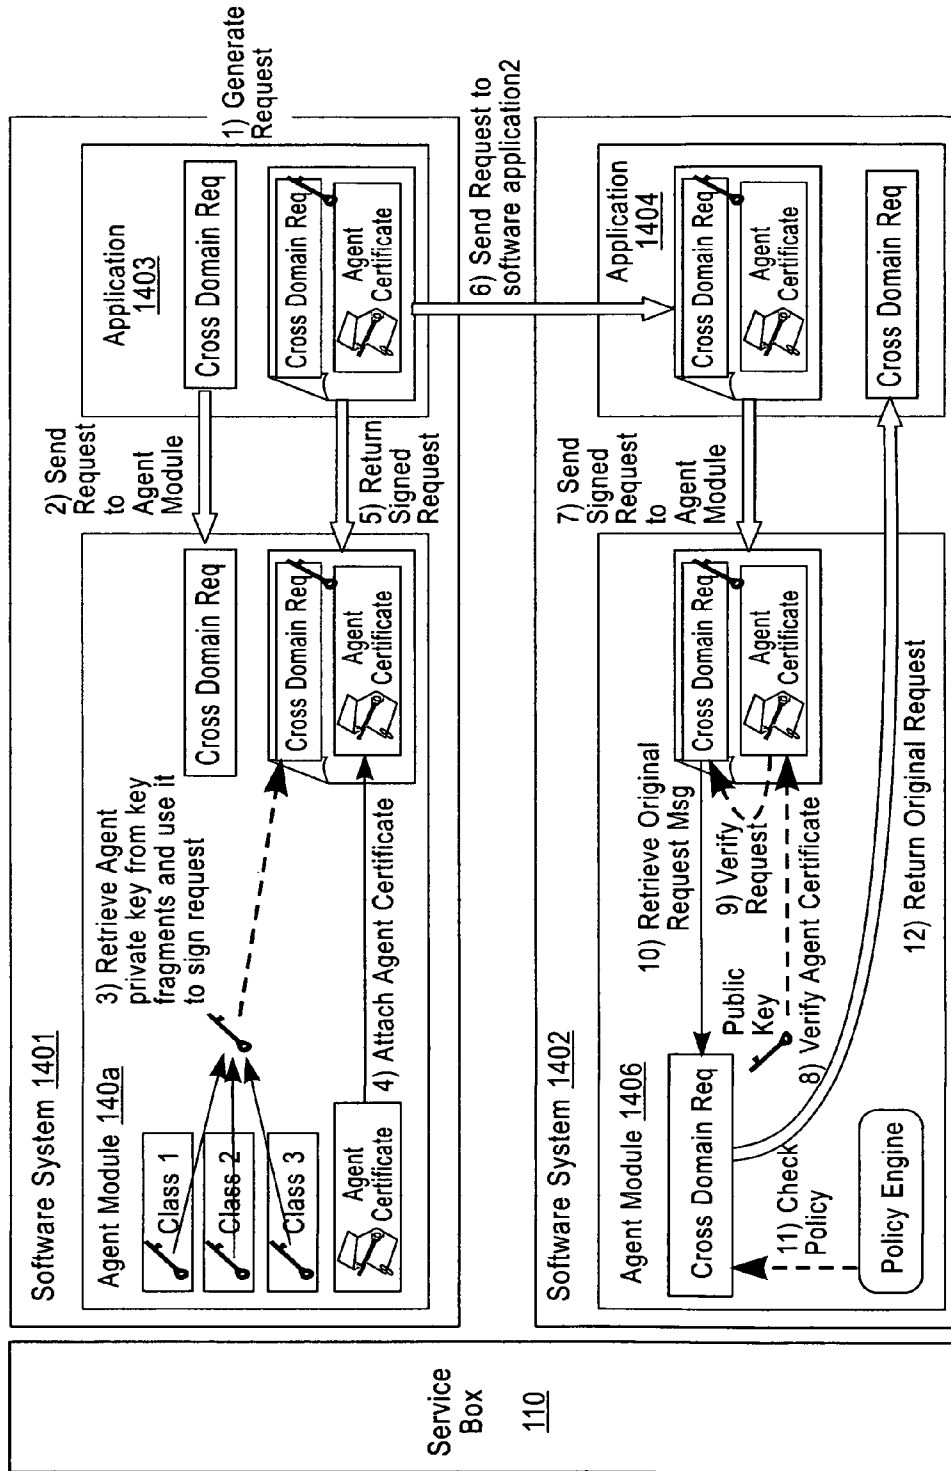 Service
Box
110
Software System 1401
Agent Module 140a
Class 1
Class 2
Class 3
Agent
Certificate
3) Retrieve Agent
private key from key
fragments and use it
to sign request
4) Attach Agent Certificate
Cross Domain Req
Cross Domain Req
Agent
Certificate
2) Send
Request
to Agent
Module
5) Return
Signed
Request
Application
1403
Cross Domain Req
Cross Domain Req
Agent
Certificate
1) Generate
Request
6) Send Request to
software application2
Software System 1402
Agent Module 1406
Cross Domain Req
11) Check
Policy
Policy Engine
10) Retrieve Original
Request Msg
9) Verify
Request
Public
Key
8) Verify Agent Certificate
Cross Domain Req
Agent
Certificate
7) Send
Signed
Request
to Agent
Module
12) Return Original Request
Application
1404
Cross Domain Req
Agent
Certificate
Cross Domain Req